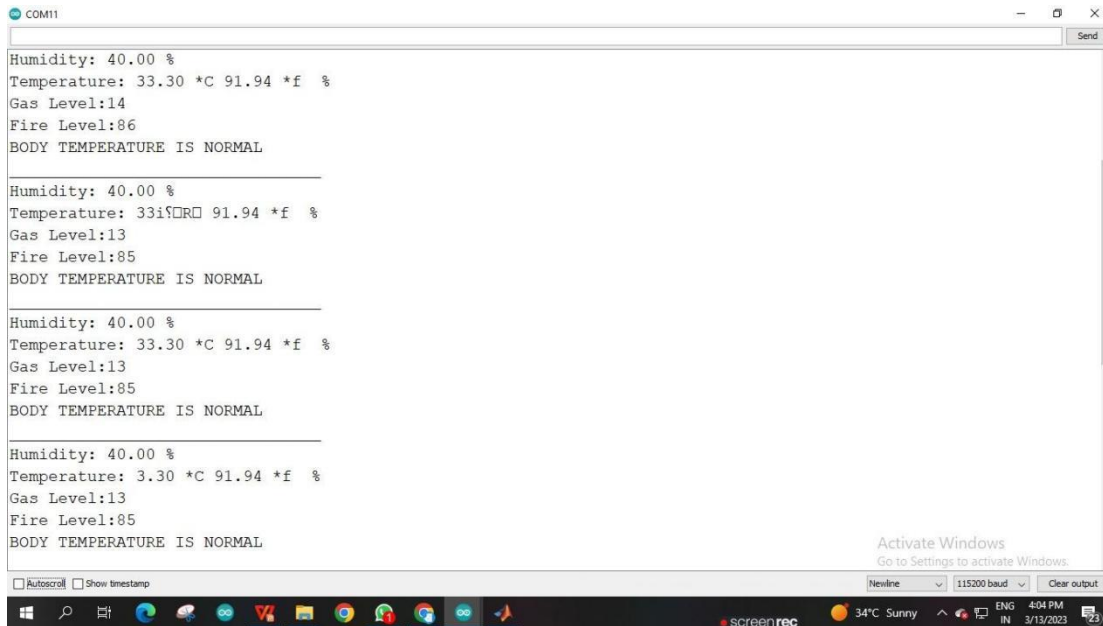 COM11
Send
Humidity: 40.00 %
Temperature: 33.30 *C 91.94 *f  %
Gas Level:14
Fire Level:86
BODY TEMPERATURE IS NORMAL
Humidity: 40.00 %
Temperature: 33i⸮□R□ 91.94 *f  %
Gas Level:13
Fire Level:85
BODY TEMPERATURE IS NORMAL
Humidity: 40.00 %
Temperature: 33.30 *C 91.94 *f  %
Gas Level:13
Fire Level:85
BODY TEMPERATURE IS NORMAL
Humidity: 40.00 %
Temperature: 3.30 *C 91.94 *f  %
Gas Level:13
Fire Level:85
BODY TEMPERATURE IS NORMAL
Activate Windows
Go to Settings to activate Windows.
Autoscroll Show timestamp Newline 115200 baud Clear output
screenrec
34°C Sunny
ENG
IN
4:04 PM
3/13/2023
23